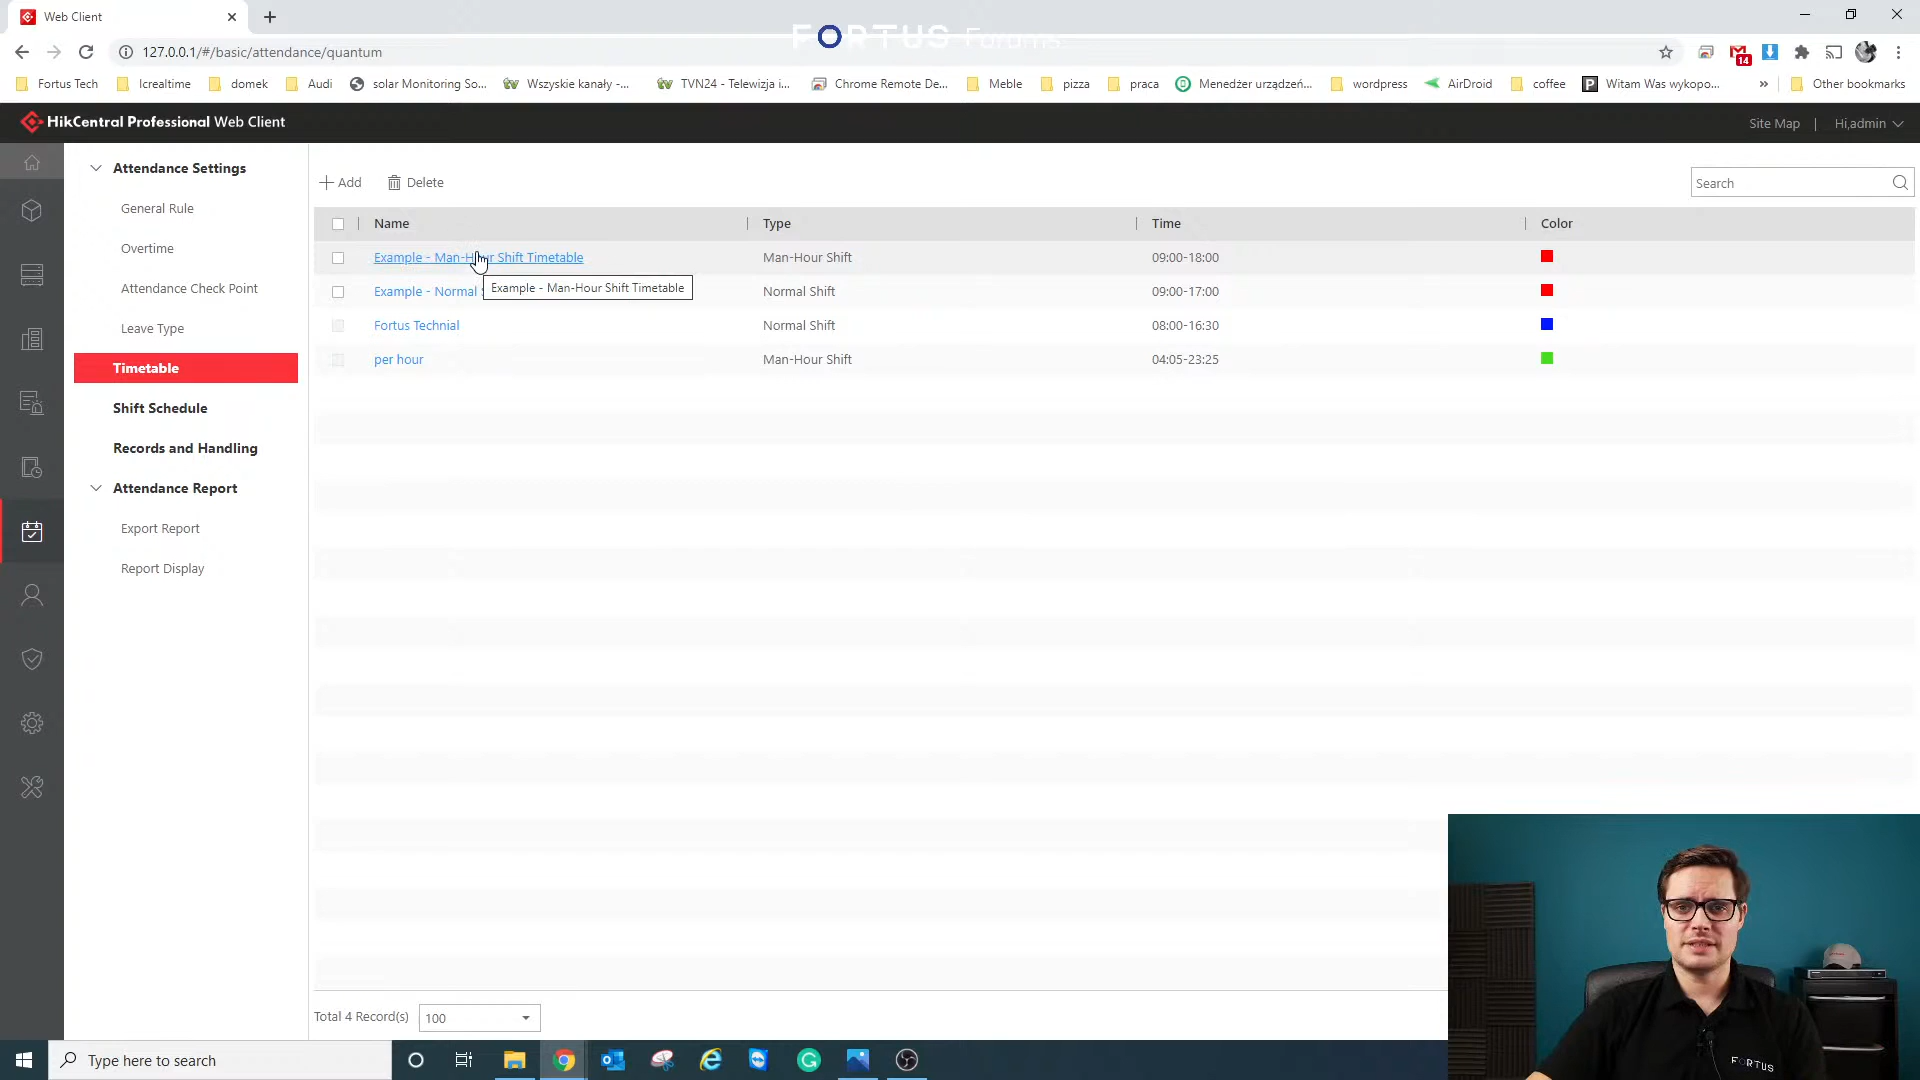 Web Client
FORTUS Forums.
127.0.0.1/#/basic/attendance/quantum
14
Fortus Tech
Icrealtime
domek
Audi
solar Monitoring So...
Wszyskie kanały -...
TVN24 - Telewizja i...
Chrome Remote De...
Meble
pizza
praca
Menedżer urządzeń...
wordpress
AirDroid
coffee
Witam Was wykopo...
Other bookmarks
HikCentral Professional Web Client
Site Map
Hi,admin
Attendance Settings
General Rule
Overtime
Attendance Check Point
Leave Type
Timetable
Shift Schedule
Records and Handling
Attendance Report
Export Report
Report Display
Add
Delete
Search
Name Type Time Color
Example - Man-Hour Shift Timetable Man-Hour Shift 09:00-18:00
Example - Man-Hour Shift Timetable
Example - Normal Normal Shift 09:00-17:00
Fortus Technial Normal Shift 08:00-16:30
per hour Man-Hour Shift 04:05-23:25
Total 4 Record(s) 100
Type here to search
FORTUS